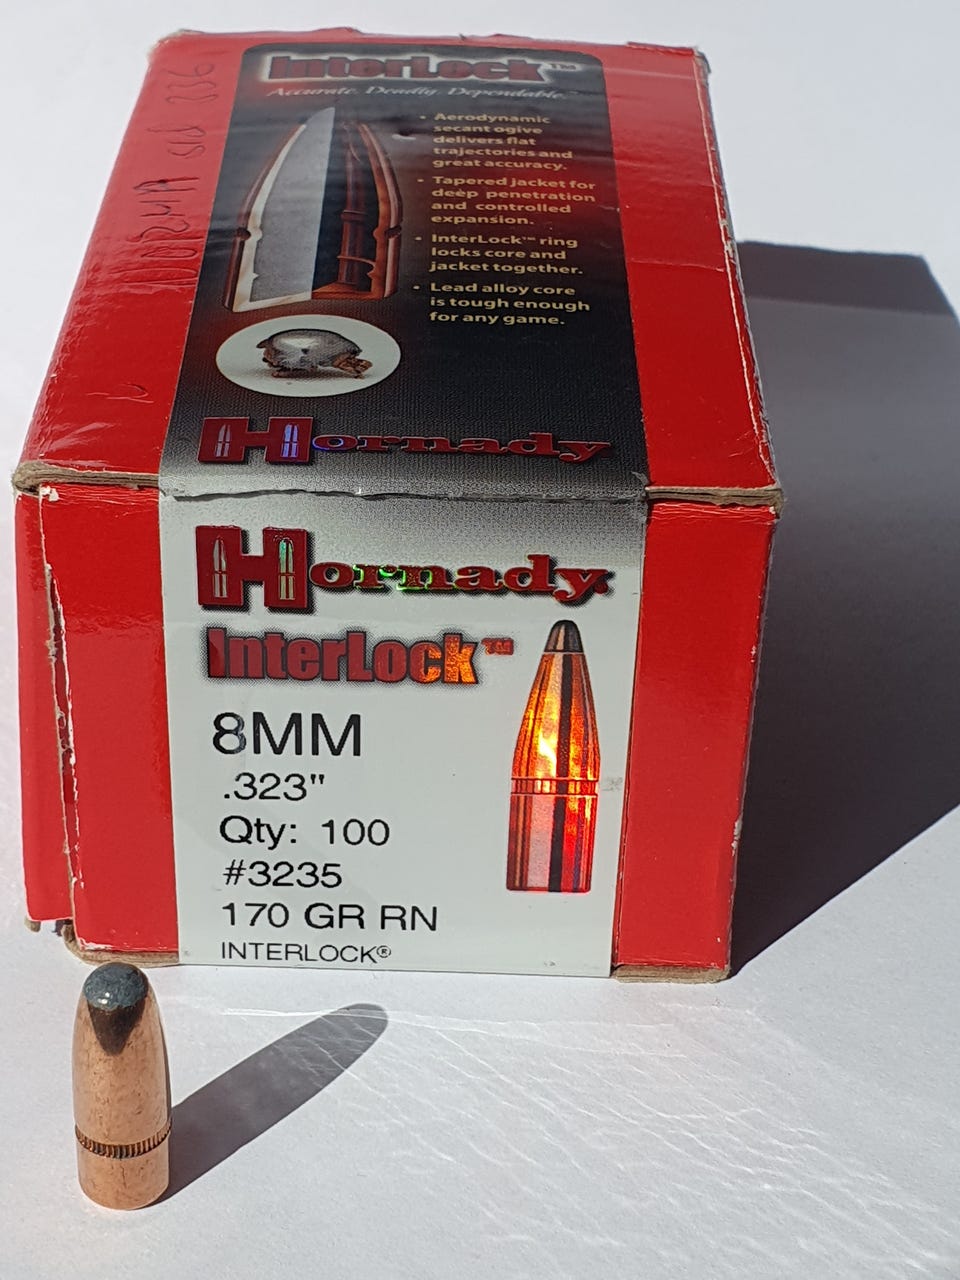 InterLock™
Accurate. Deadly. Dependable.™
• Aerodynamic
secant ogive
delivers flat
trajectories and
great accuracy.
• Tapered jacket for
deep penetration
and controlled
expansion.
• InterLock™ ring
locks core and
jacket together.
• Lead alloy core
is tough enough
for any game.
Hornady
Hornady.
InterLock™
8MM
.323"
Qty: 100
#3235
170 GR RN
INTERLOCK®
NORMA